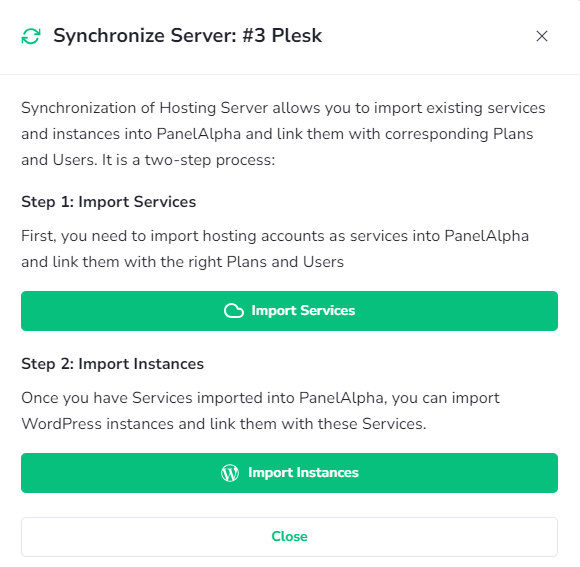 Synchronize Server: #3 Plesk
Synchronization of Hosting Server allows you to import existing services
and instances into PanelAlpha and link them with corresponding Plans
and Users. It is a two-step process:
Step 1: Import Services
First, you need to import hosting accounts as services into PanelAlpha
and link them with the right Plans and Users
Import Services
Step 2: Import Instances
Once you have Services imported into PanelAlpha, you can import
WordPress instances and link them with these Services.
Import Instances
Close